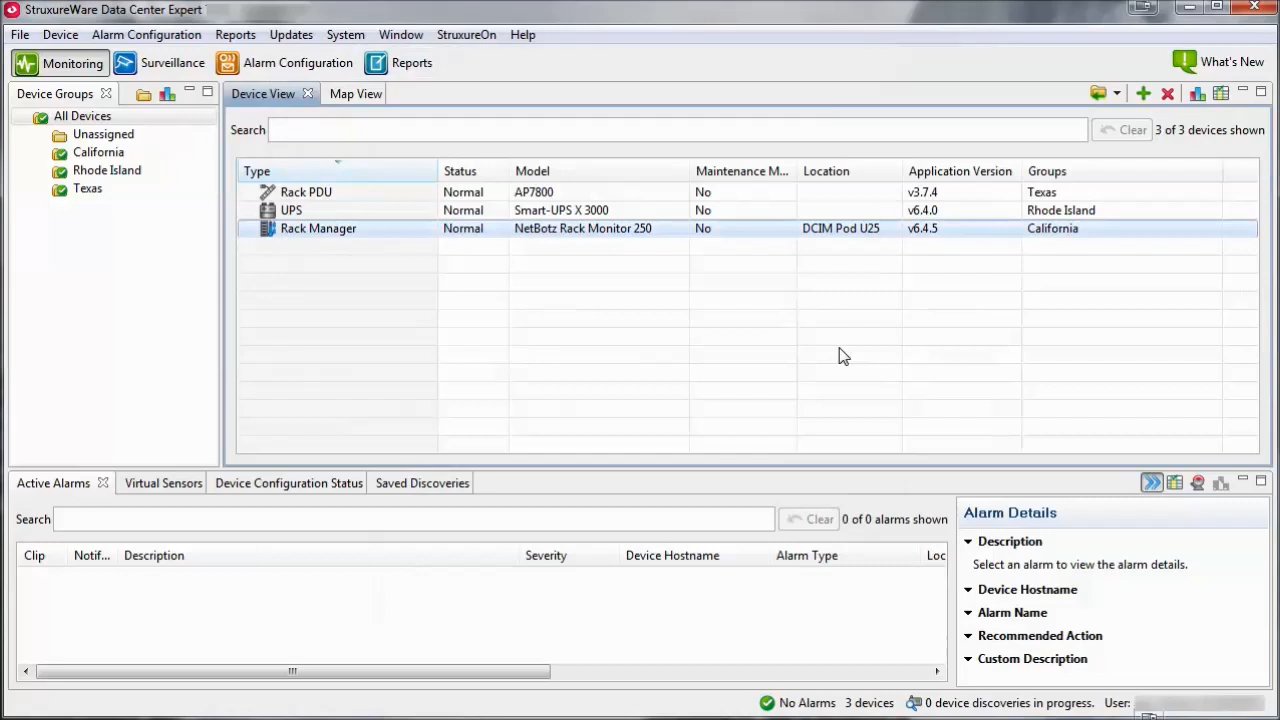 StruxureWare Data Center Expert
File Device Alarm Configuration Reports Updates System Window StruxureOn Help
Monitoring Surveillance Alarm Configuration Reports What's New
Device Groups
All Devices
Unassigned
California
Rhode Island
Texas
Device View Map View
Search Clear 3 of 3 devices shown
Type Status Model Maintenance M... Location Application Version Groups
Rack PDU Normal AP7800 No v3.7.4 Texas
UPS Normal Smart-UPS X 3000 No v6.4.0 Rhode Island
Rack Manager Normal NetBotz Rack Monitor 250 No DCIM Pod U25 v6.4.5 California
Active Alarms Virtual Sensors Device Configuration Status Saved Discoveries
Search Clear 0 of 0 alarms shown
Clip Notif... Description Severity Device Hostname Alarm Type Loc
Alarm Details
Description
Select an alarm to view the alarm details.
Device Hostname
Alarm Name
Recommended Action
Custom Description
No Alarms 3 devices 0 device discoveries in progress. User: